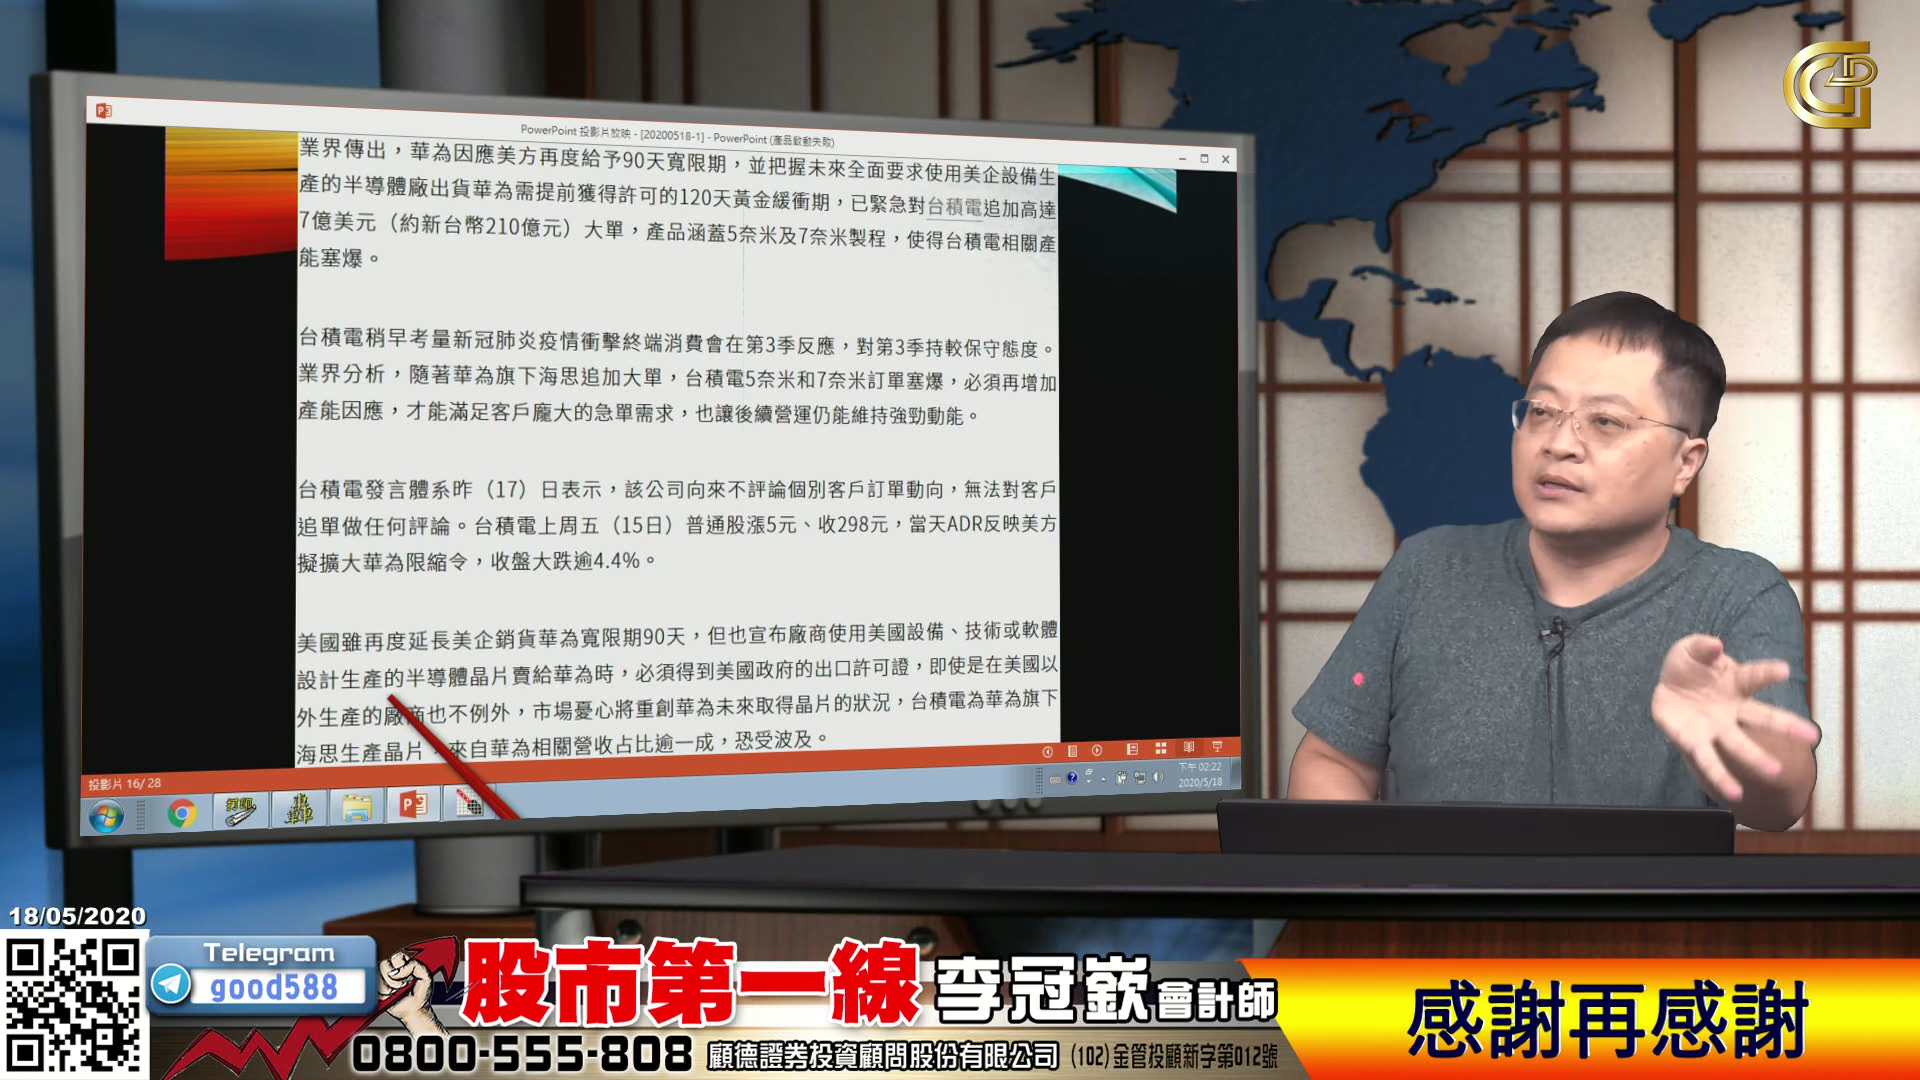 PowerPoint 投影片放映 - [20200518-1] - PowerPoint (產品啟動失敗)
業界傳出，華為因應美方再度給予90天寬限期，並把握未來全面要求使用美企設備生
產的半導體廠出貨華為需提前獲得許可的120天黃金緩衝期，已緊急對台積電追加高達
7億美元（約新台幣210億元）大單，產品涵蓋5奈米及7奈米製程，使得台積電相關產
能塞爆。
台積電稍早考量新冠肺炎疫情衝擊終端消費會在第3季反應，對第3季持較保守態度。
業界分析，隨著華為旗下海思追加大單，台積電5奈米和7奈米訂單塞爆，必須再增加
產能因應，才能滿足客戶龐大的急單需求，也讓後續營運仍能維持強勁動能。
台積電發言體系昨（17）日表示，該公司向來不評論個別客戶訂單動向，無法對客戶
追單做任何評論。台積電上周五（15日）普通股漲5元、收298元，當天ADR反映美方
擬擴大華為限縮令，收盤大跌逾4.4%。
美國雖再度延長美企銷貨華為寬限期90天，但也宣布廠商使用美國設備、技術或軟體
設計生產的半導體晶片賣給華為時，必須得到美國政府的出口許可證，即使是在美國以
外生產的廠商也不例外，市場憂心將重創華為未來取得晶片的狀況，台積電為華為旗下
海思生產晶片，來自華為相關營收占比逾一成，恐受波及。
投影片 16/ 28
下午 02:22
2020/5/18
打印
18/05/2020
Telegram
good588
股市第一線 李冠嶔會計師
0800-555-808 顧德證券投資顧問股份有限公司 (102)金管投顧新字第012號
感謝再感謝